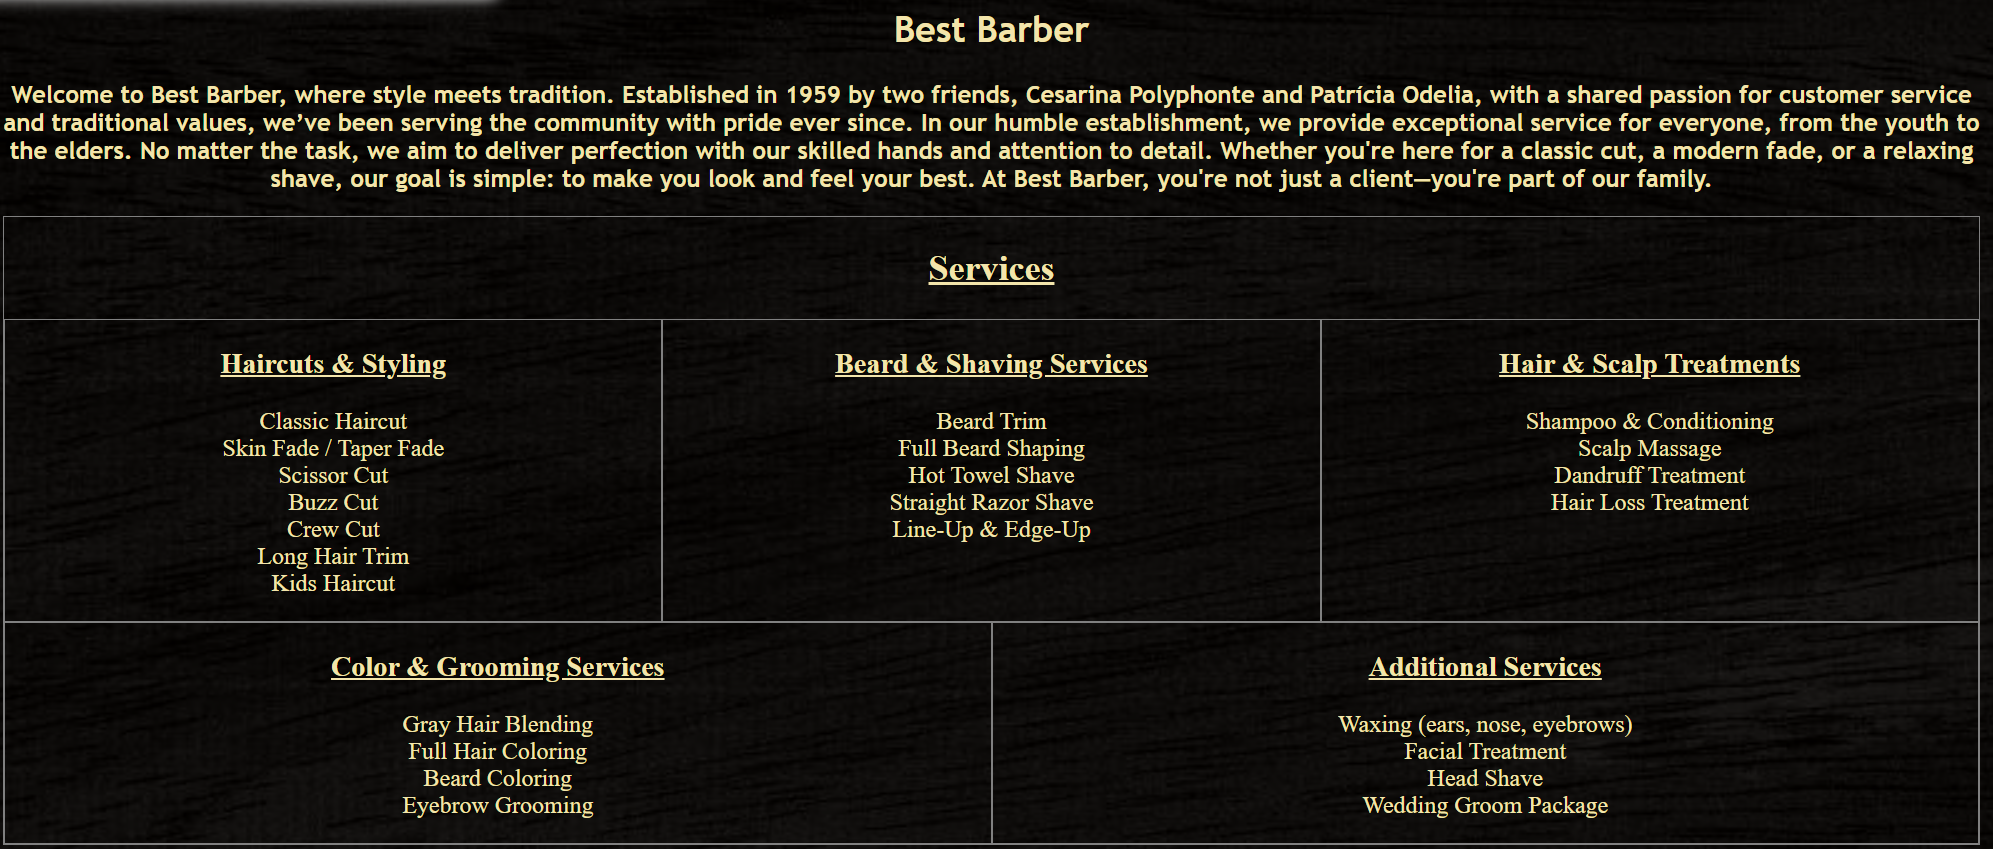 Best Barber
Welcome to Best Barber, where style meets tradition. Established in 1959 by two friends, Cesarina Polyphonte and Patrícia Odelia, with a shared passion for customer service
and traditional values, we’ve been serving the community with pride ever since. In our humble establishment, we provide exceptional service for everyone, from the youth to
the elders. No matter the task, we aim to deliver perfection with our skilled hands and attention to detail. Whether you're here for a classic cut, a modern fade, or a relaxing
shave, our goal is simple: to make you look and feel your best. At Best Barber, you're not just a client—you're part of our family.
Services
Haircuts & Styling
Classic Haircut
Skin Fade / Taper Fade
Scissor Cut
Buzz Cut
Crew Cut
Long Hair Trim
Kids Haircut
Beard & Shaving Services
Beard Trim
Full Beard Shaping
Hot Towel Shave
Straight Razor Shave
Line-Up & Edge-Up
Hair & Scalp Treatments
Shampoo & Conditioning
Scalp Massage
Dandruff Treatment
Hair Loss Treatment
Color & Grooming Services
Gray Hair Blending
Full Hair Coloring
Beard Coloring
Eyebrow Grooming
Additional Services
Waxing (ears, nose, eyebrows)
Facial Treatment
Head Shave
Wedding Groom Package